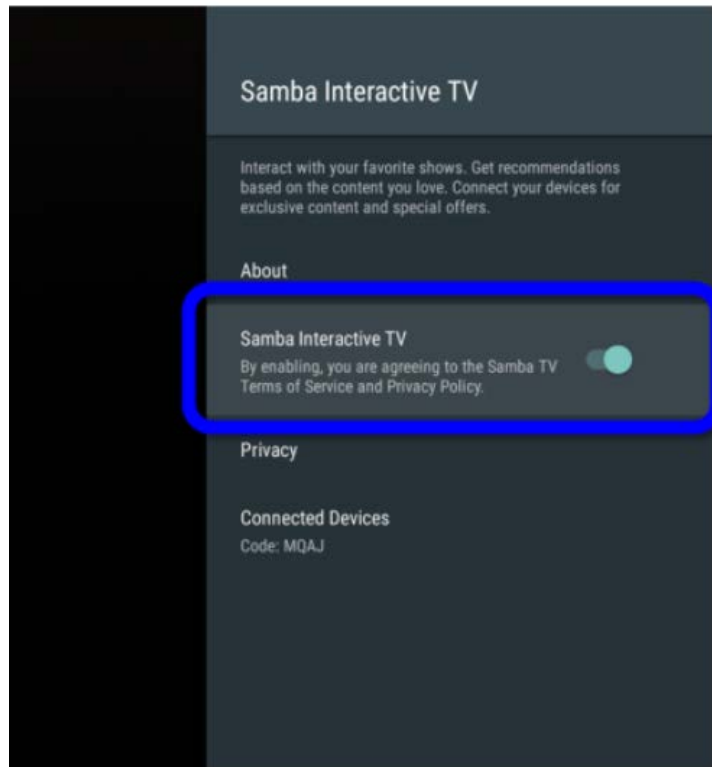 Samba Interactive TV
Interact with your favorite shows. Get recommendations
based on the content you love. Connect your devices for
exclusive content and special offers.
About
Samba Interactive TV
By enabling, you are agreeing to the Samba TV
Terms of Service and Privacy Policy.
Privacy
Connected Devices
Code: MQAJ